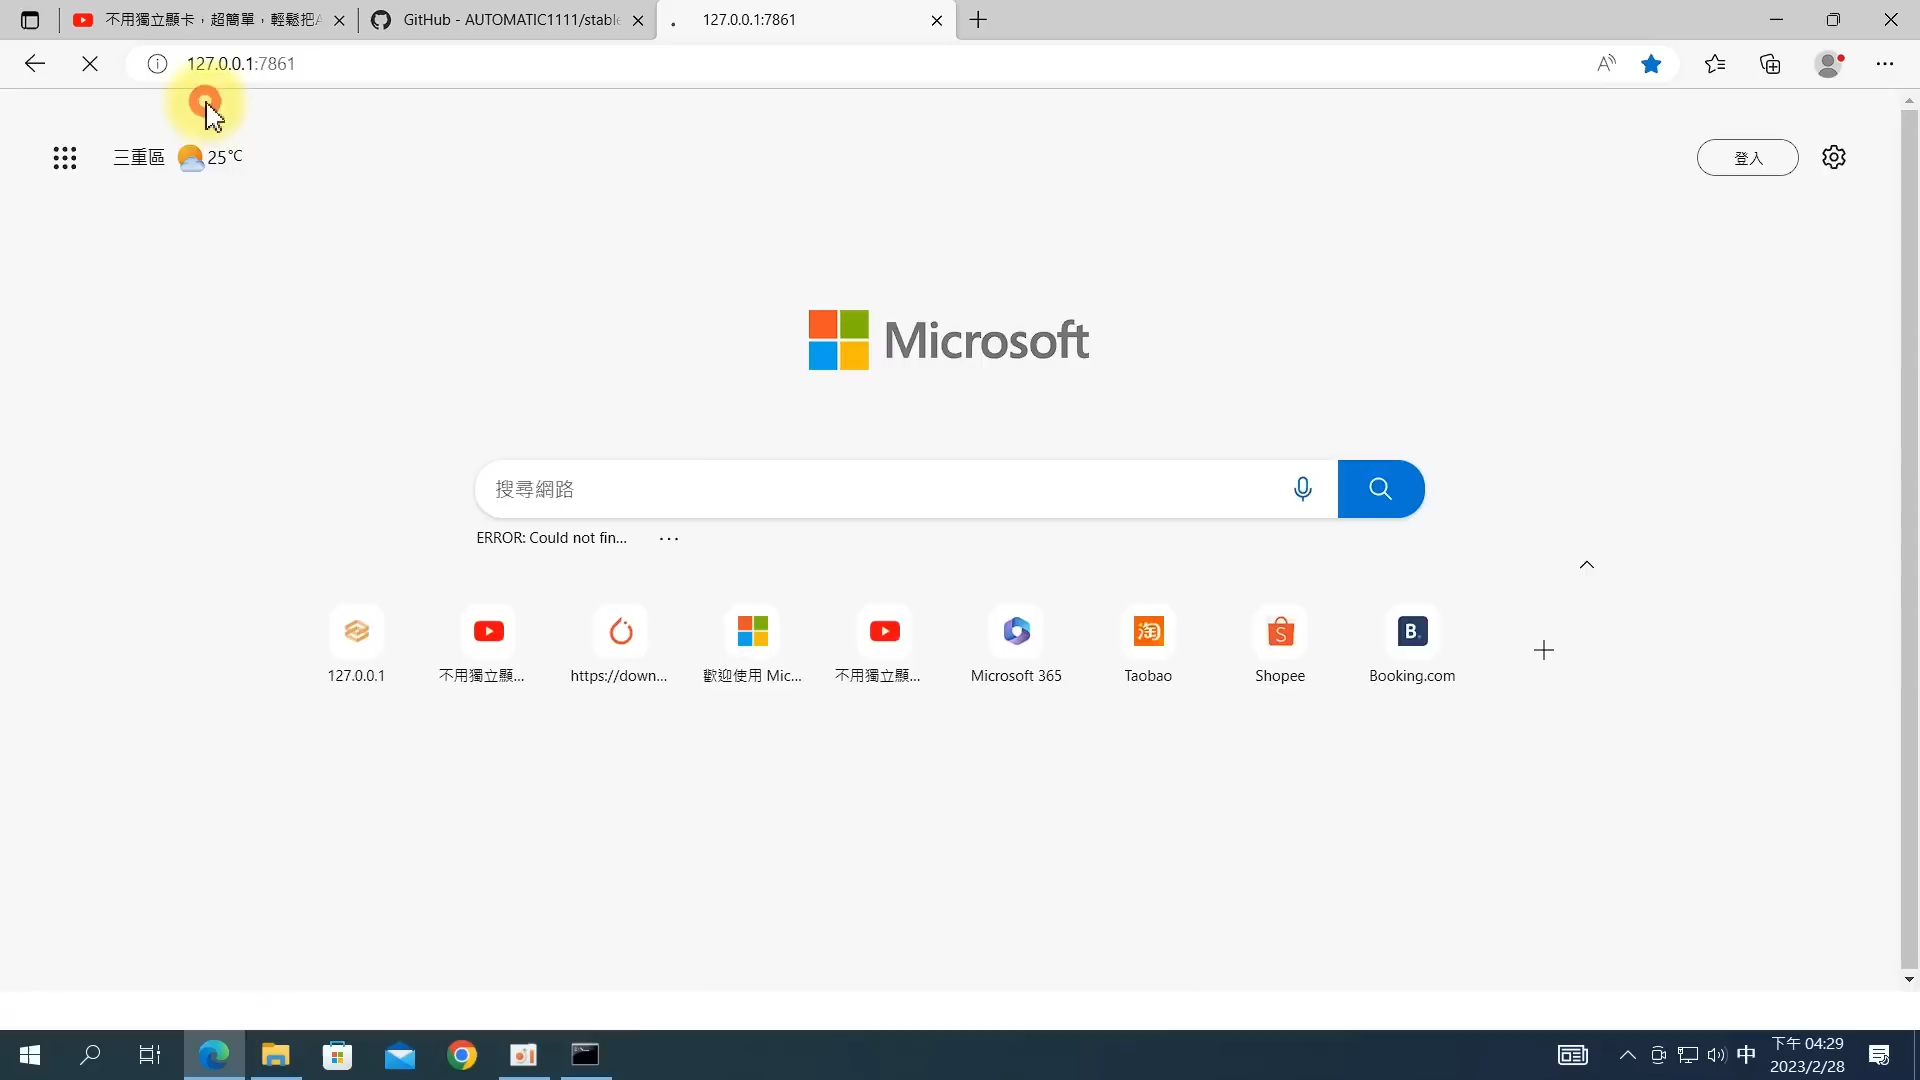 不用獨立顯卡，超簡單，輕鬆把A
GitHub - AUTOMATIC1111/stable
127.0.0.1:7861
127.0.0.1:7861
三重區 25°C
登入
Microsoft
搜尋網路
ERROR: Could not fin...
127.0.0.1
不用獨立顯...
https://down...
歡迎使用 Mic...
不用獨立顯...
Microsoft 365
Taobao
Shopee
Booking.com
淘
B.
中
下午 04:29
2023/2/28